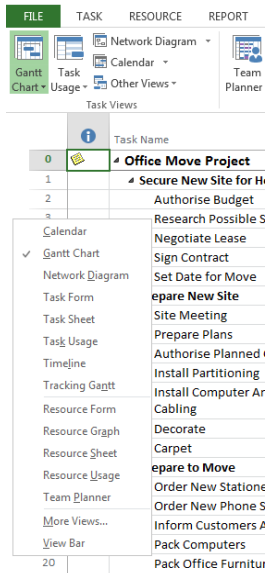 FILE TASK RESOURCE REPORT
Gantt Chart
Task Usage
Network Diagram
Calendar
Other Views
Team Planner
Task Views
Task Name
0 Office Move Project
1 Secure New Site for H
2 Authorise Budget
Research Possible S
Negotiate Lease
Sign Contract
Set Date for Move
epare New Site
Site Meeting
Prepare Plans
Authorise Planned
Install Partitioning
Install Computer A
Cabling
Decorate
Carpet
epare to Move
Order New Statione
Order New Phone S
Inform Customers A
Pack Computers
20 Pack Office Furnitur
Calendar
Gantt Chart
Network Diagram
Task Form
Task Sheet
Task Usage
Timeline
Tracking Gantt
Resource Form
Resource Graph
Resource Sheet
Resource Usage
Team Planner
More Views...
View Bar